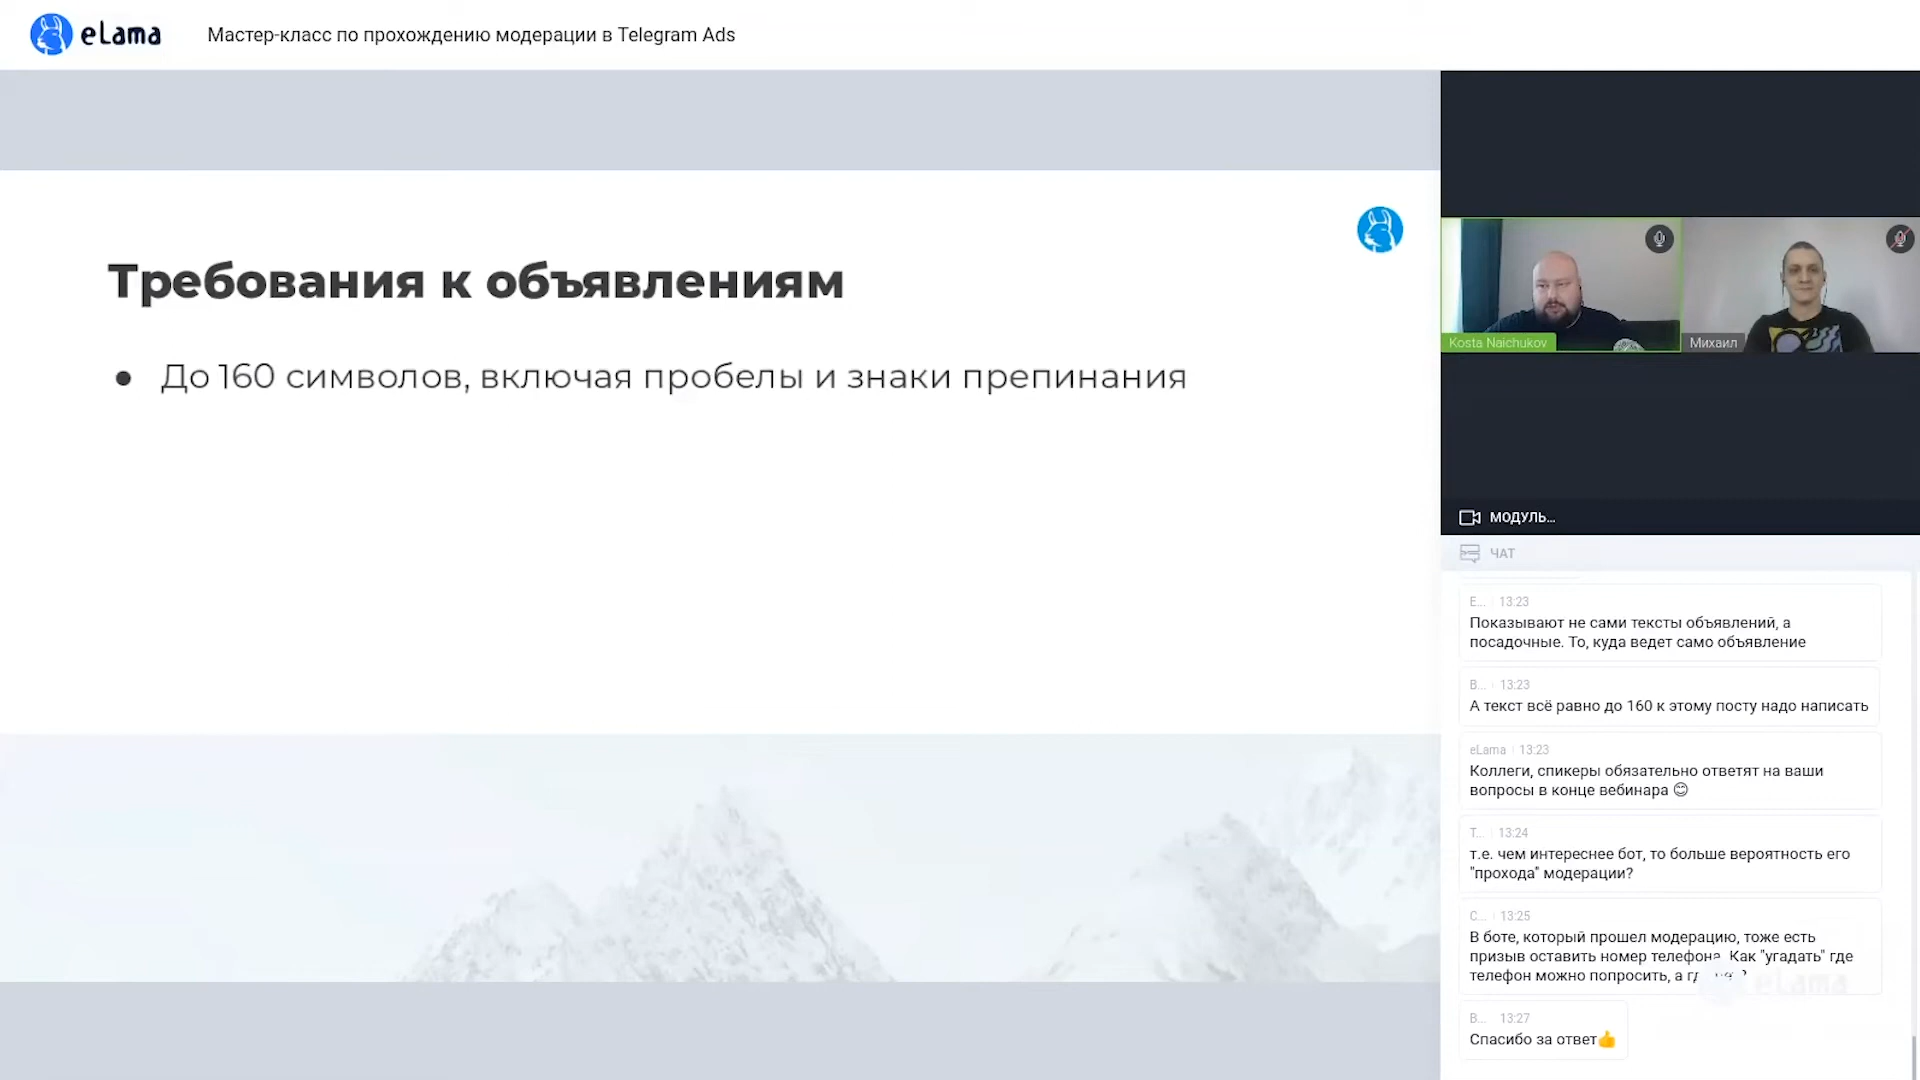 eLama
Мастер-класс по прохождению модерации в Telegram Ads
Требования к объявлениям
● До 160 символов, включая пробелы и знаки препинания
Kosta Naichukov
Михаил
МОДУЛЬ...
ЧАТ
Е... 13:23
Показывают не сами тексты объявлений, а
посадочные. То, куда ведет само объявление
В... 13:23
А текст всё равно до 160 к этому посту надо написать
eLama 13:23
Коллеги, спикеры обязательно ответят на ваши
вопросы в конце вебинара 😊
Т... 13:24
т.е. чем интереснее бот, то больше вероятность его
"прохода" модерации?
С... 13:25
В боте, который прошел модерацию, тоже есть
призыв оставить номер телефона. Как "угадать" где
телефон можно попросить, а
eLama
В... 13:27
Спасибо за ответ👍